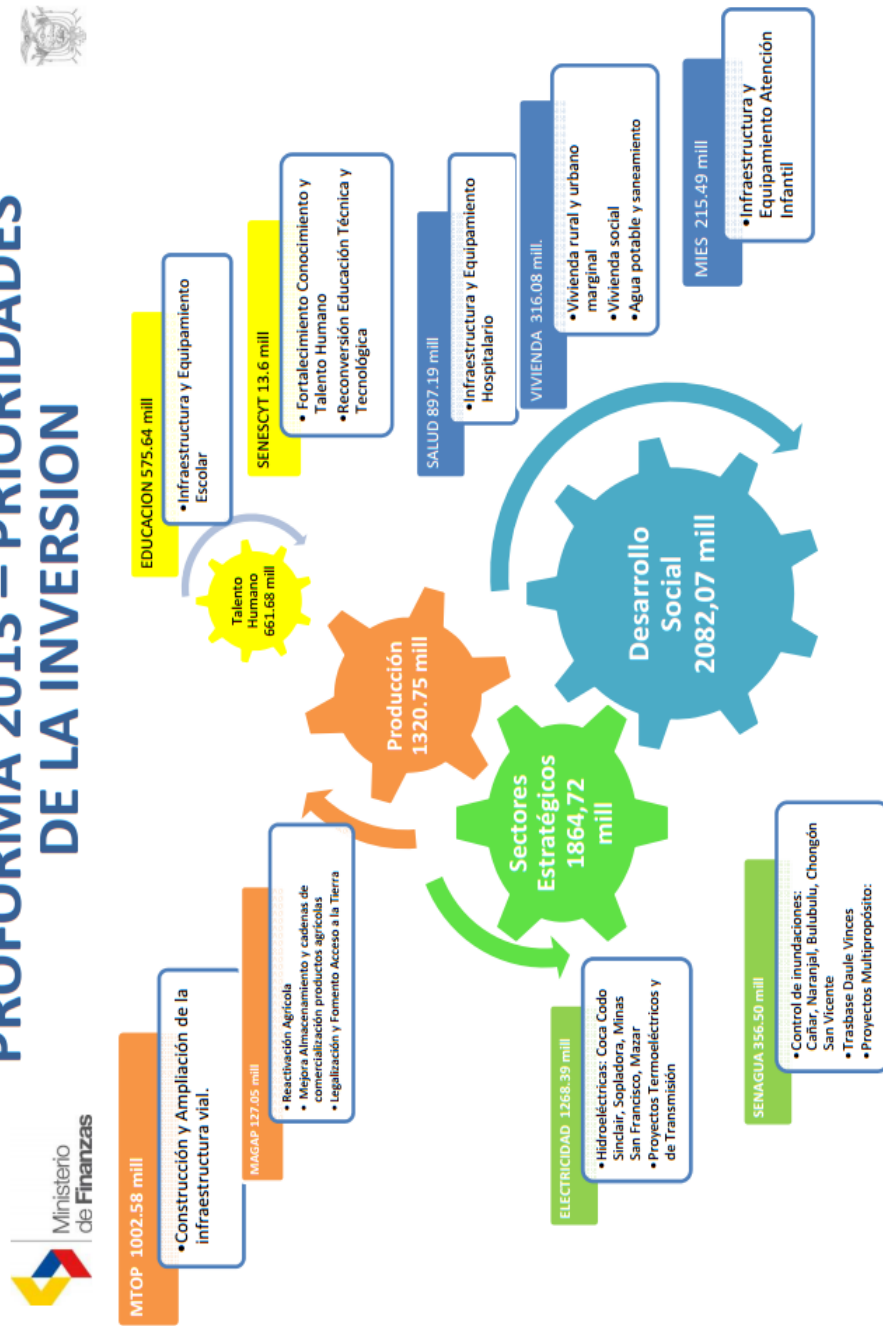 PROFORMA 2013 – PRIORIDADES
DE LA INVERSION
Ministerio
de Finanzas
MTOP 1002.58 mill
•Construcción y Ampliación de la
infraestructura vial.
MAGAP 127.05 mill
• Reactivación Agrícola
• Mejora Almacenamiento y cadenas de
comercialización productos agrícolas
• Legalización y Fomento Acceso a la Tierra
EDUCACION 575.64 mill
•Infraestructura y Equipamiento
Escolar
SENESCYT 13.6 mill
• Fortalecimiento Conocimiento y
Talento Humano
•Reconversión Educación Técnica y
Tecnológica
Talento
Humano
661.68 mill
Producción
1320.75 mill
Sectores
Estratégicos
1864,72
mill
Desarrollo
Social
2082,07 mill
SALUD 897.19 mill
•Infraestructura y Equipamiento
Hospitalario
VIVIENDA 316.08 mill.
•Vivienda rural y urbano
marginal
•Vivienda social
•Agua potable y saneamiento
MIES 215.49 mill
•Infraestructura y
Equipamiento Atención
Infantil
ELECTRICIDAD 1268.39 mill
•Hidroeléctricas: Coca Codo
Sinclair, Sopladora, Minas
San Francisco, Mazar
•Proyectos Termoeléctricos y
de Transmisión
SENAGUA 356.50 mill
•Control de inundaciones:
Cañar, Naranjal, Bulubulu, Chongón
San Vicente
•Trasbase Daule Vinces
•Proyectos Multipropósito: